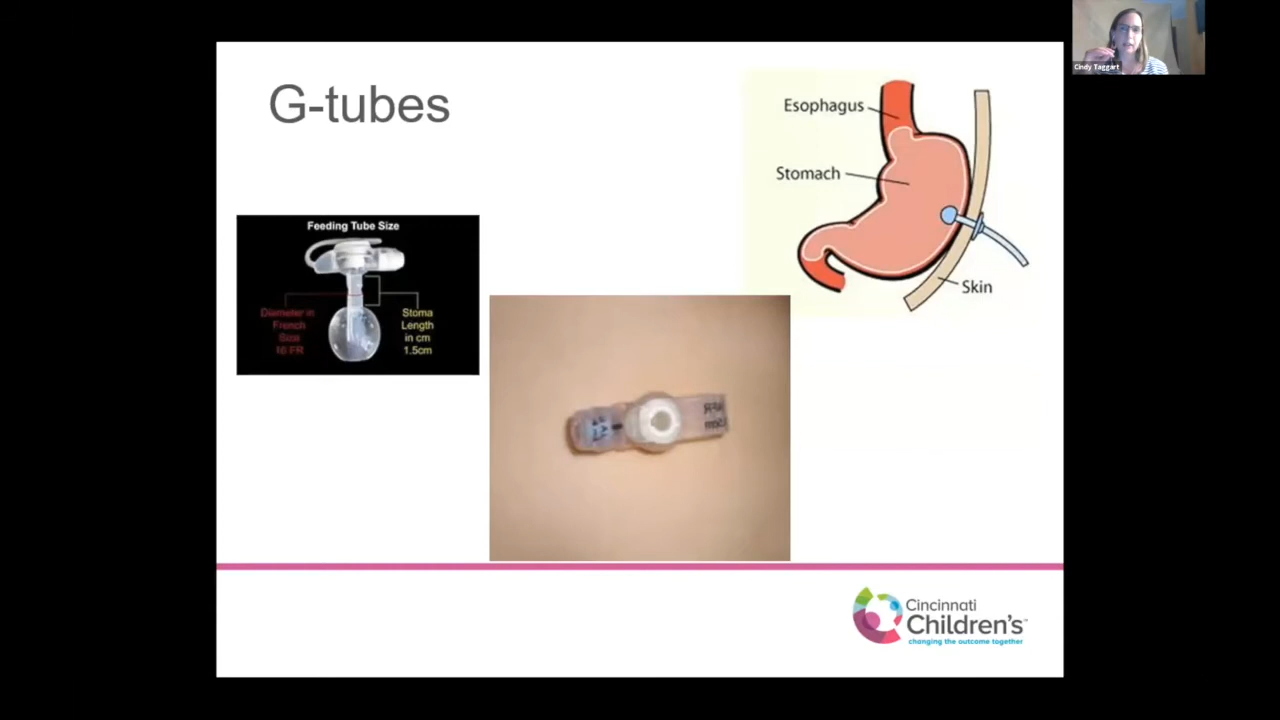 Cindy Taggart
G-tubes
Esophagus
Stomach
Skin
Feeding Tube Size
Diameter in
French
Size
16 FR
Stoma
Length
in cm
1.5cm
Cincinnati
Children's™
changing the outcome together